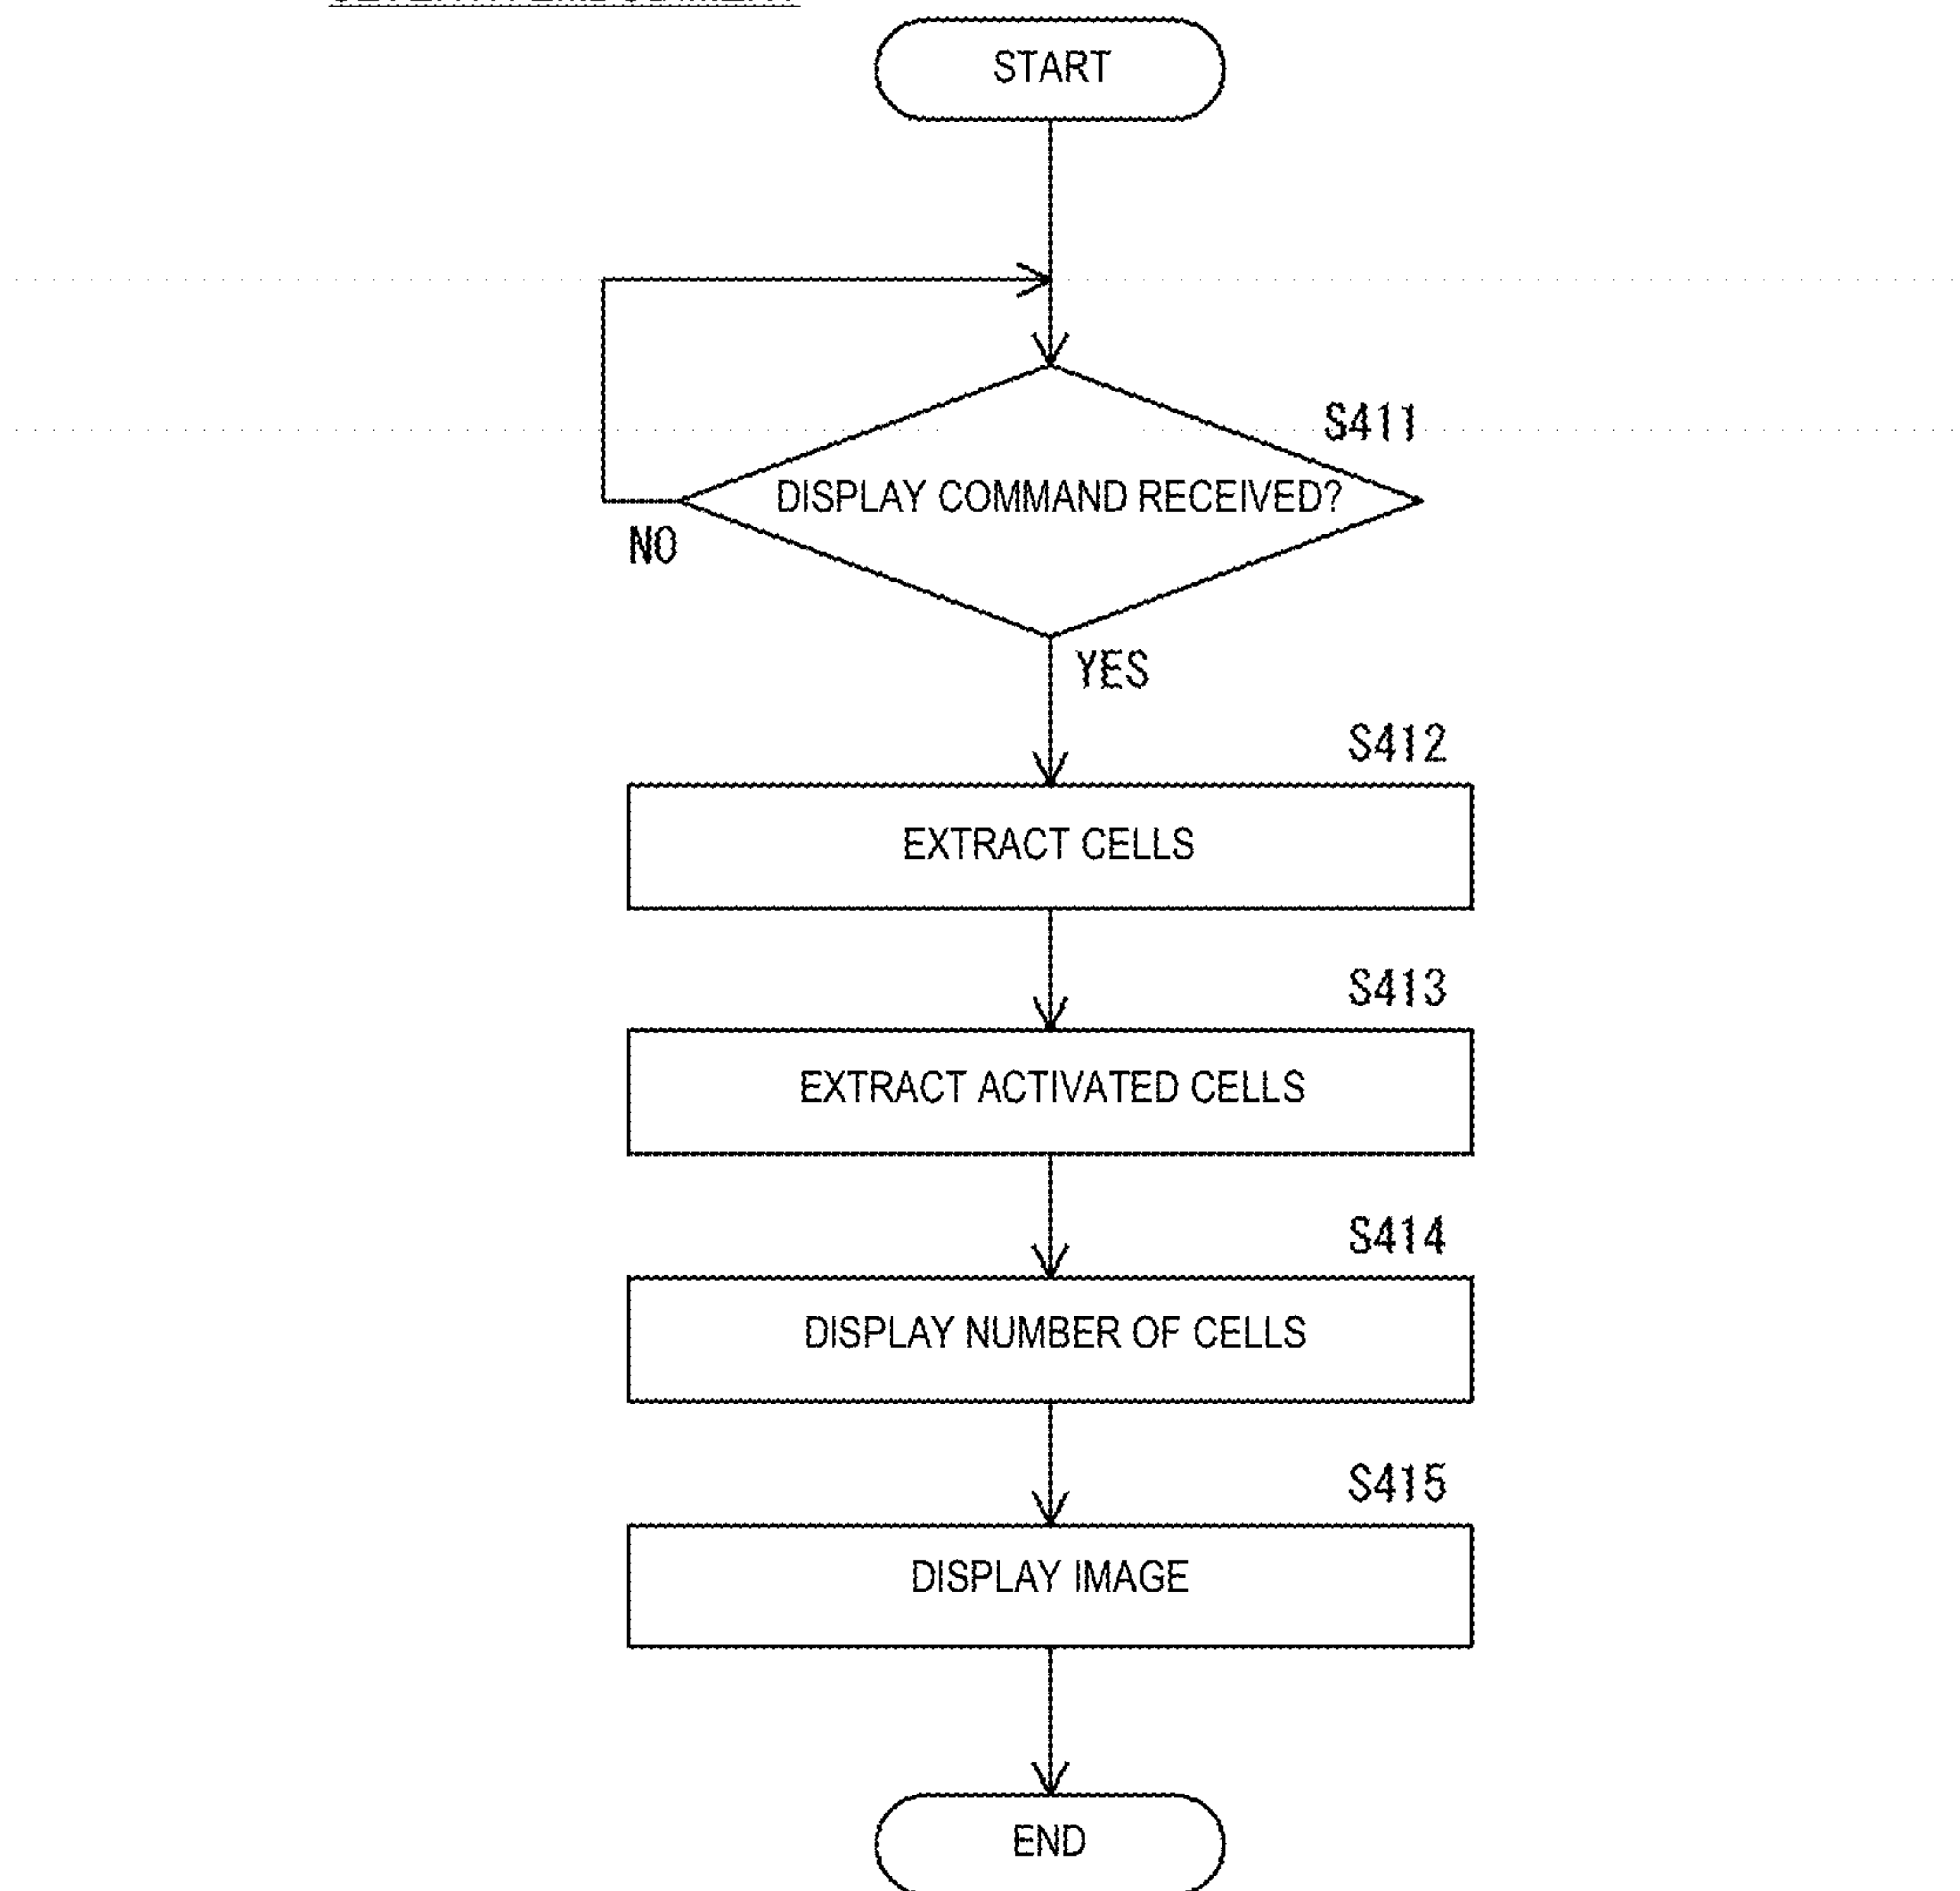 START
S411
DISPLAY COMMAND RECEIVED?
NO
YES
S412
EXTRACT CELLS
S413
EXTRACT ACTIVATED CELLS
S414
DISPLAY NUMBER OF CELLS
S415
DISPLAY IMAGE
END